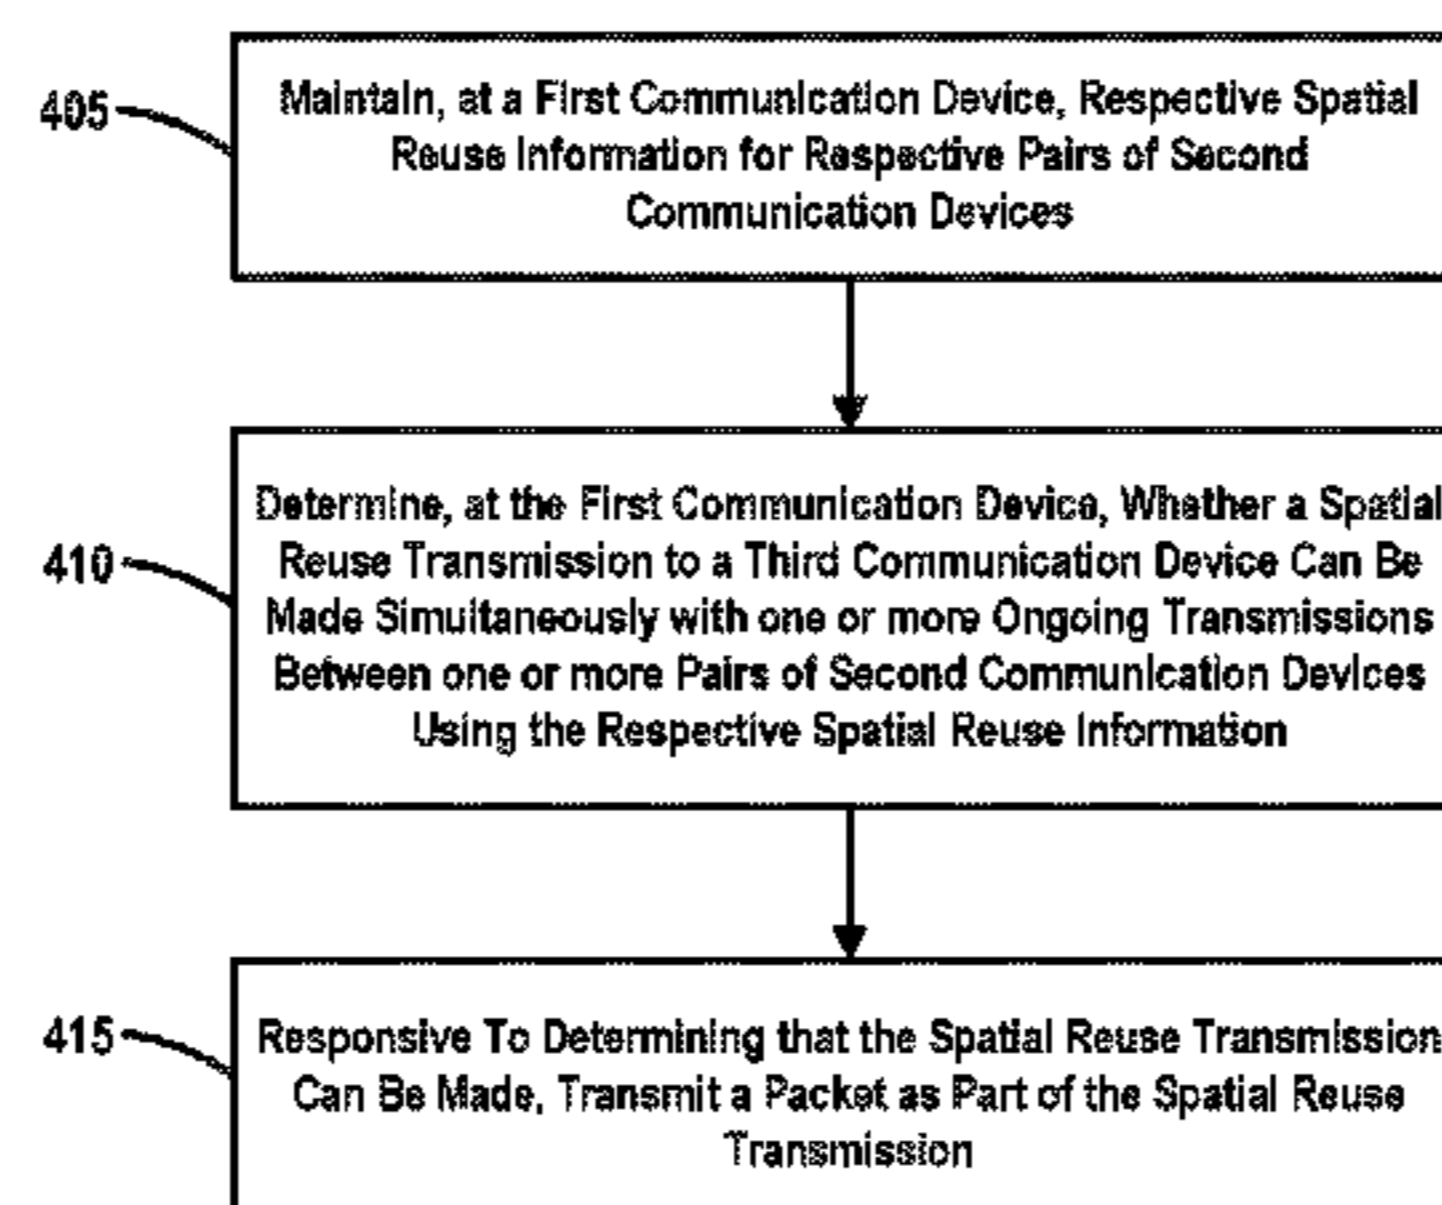 405
Maintain, at a First Communication Device, Respective Spatial
Reuse Information for Respective Pairs of Second
Communication Devices
410
Determine, at the First Communication Device, Whether a Spatial
Reuse Transmission to a Third Communication Device Can Be
Made Simultaneously with one or more Ongoing Transmissions
Between one or more Pairs of Second Communication Devices
Using the Respective Spatial Reuse Information
415
Responsive To Determining that the Spatial Reuse Transmission
Can Be Made, Transmit a Packet as Part of the Spatial Reuse
Transmission